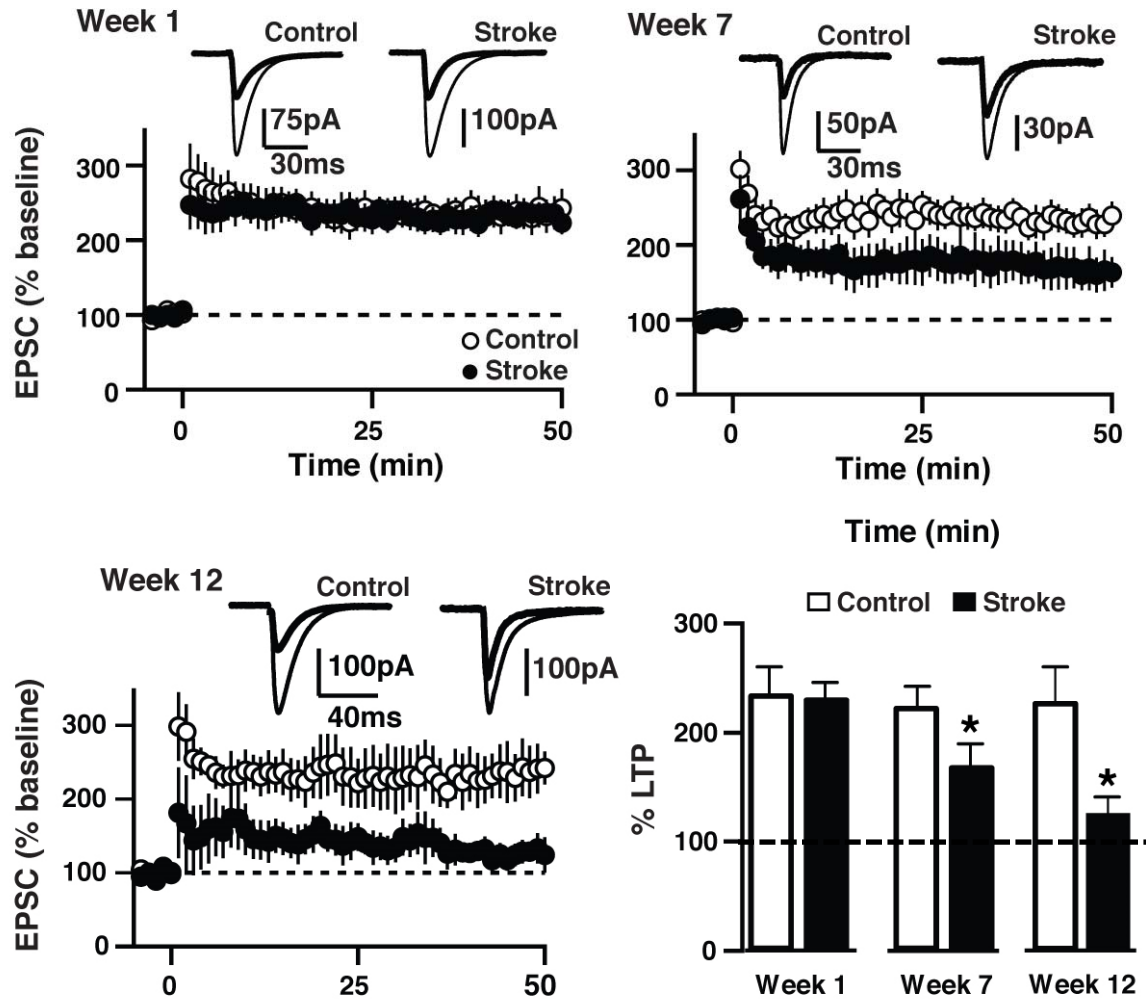 Week 1
Control
Stroke
75pA
30ms
100pA
EPSC (% baseline)
300
200
100
0
Control
Stroke
0
25
50
Time (min)
Week 7
Control
Stroke
50pA
30ms
30pA
300
200
100
0
0
25
50
Time (min)
Time (min)
Week 12
Control
Stroke
100pA
40ms
100pA
EPSC (% baseline)
300
200
100
0
0
25
50
Control
Stroke
% LTP
300
200
100
0
*
*
Week 1
Week 7
Week 12